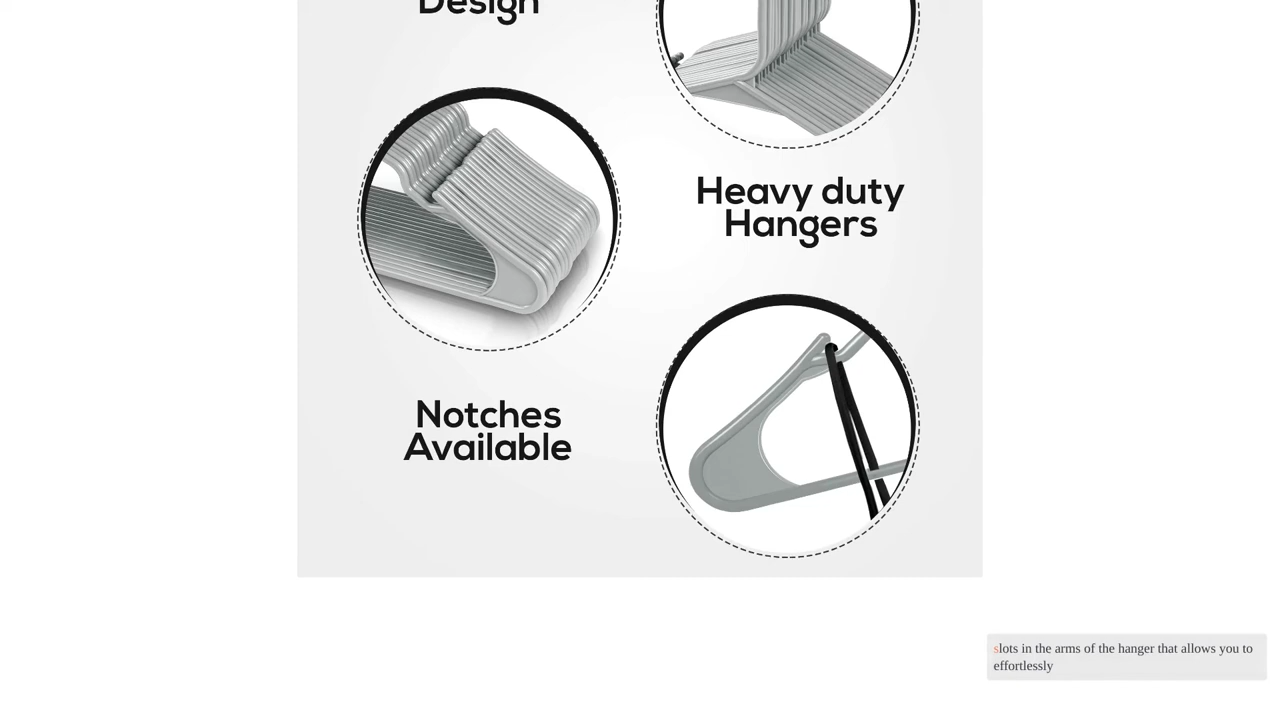 Design
Heavy duty
Hangers
Notches
Available
slots in the arms of the hanger that allows you to
effortlessly